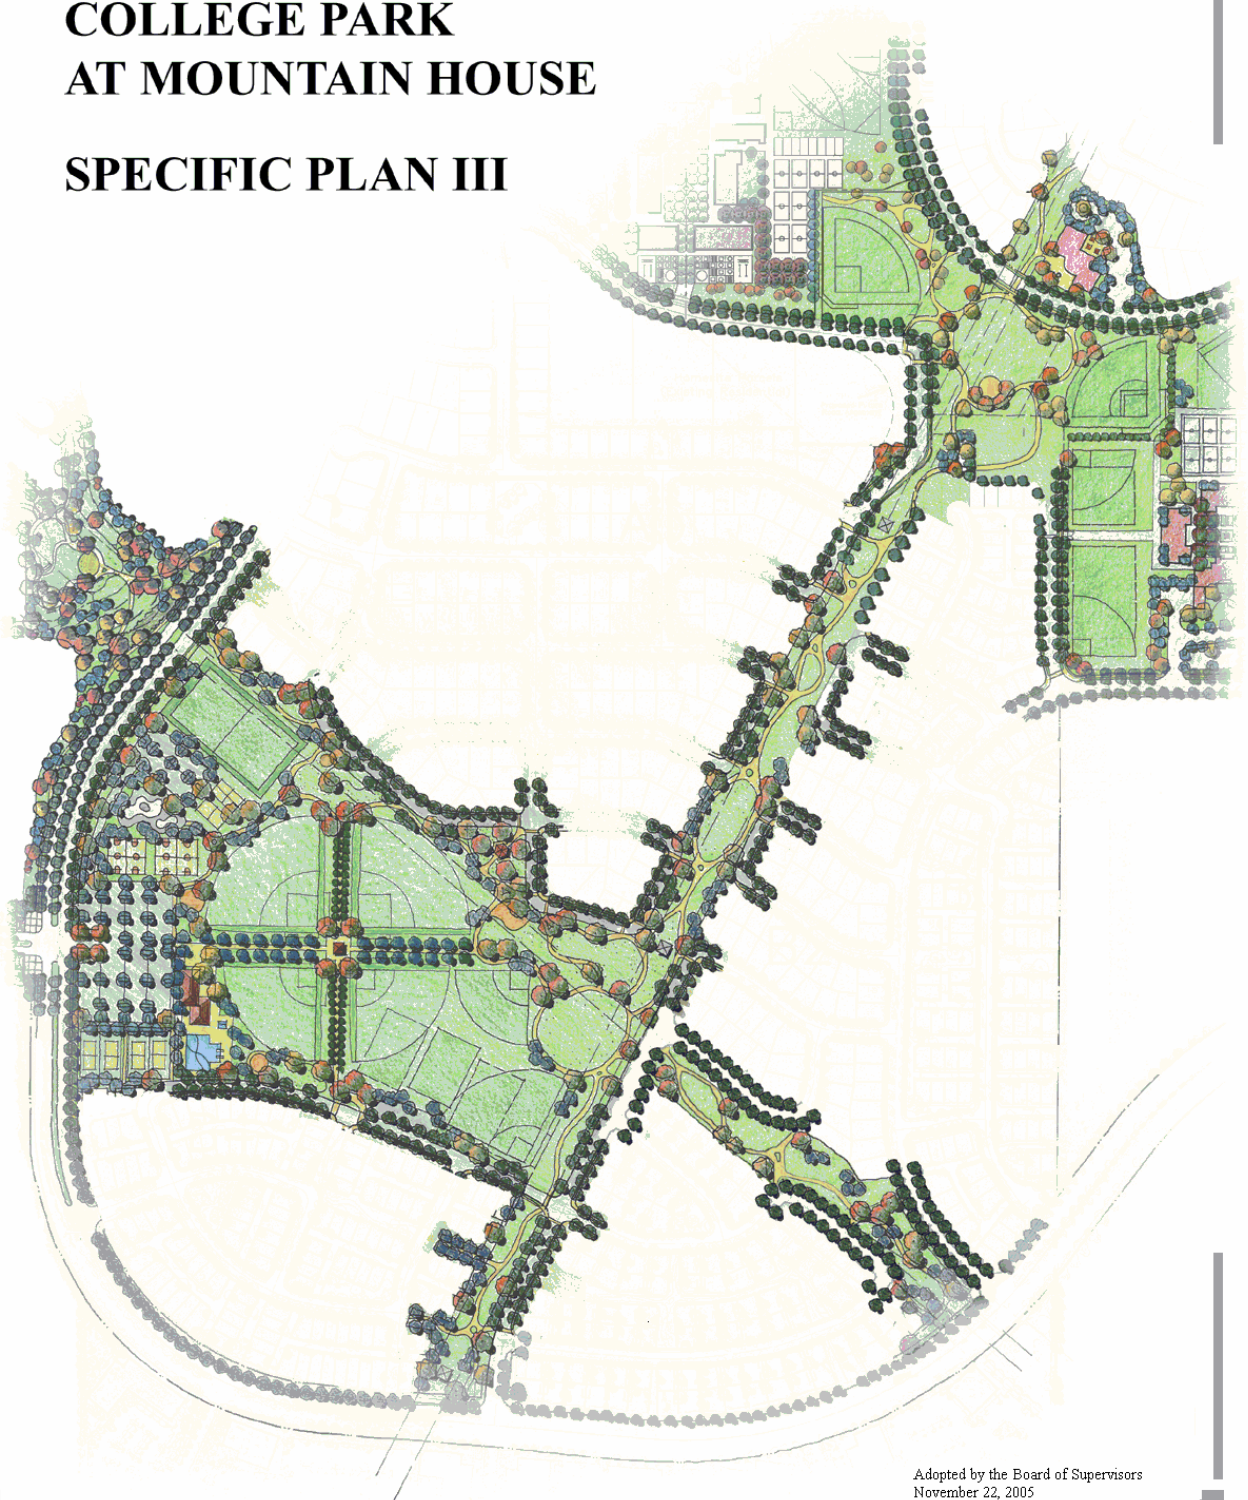 COLLEGE PARK
AT MOUNTAIN HOUSE
SPECIFIC PLAN III
Adopted by the Board of Supervisors
November 22, 2005